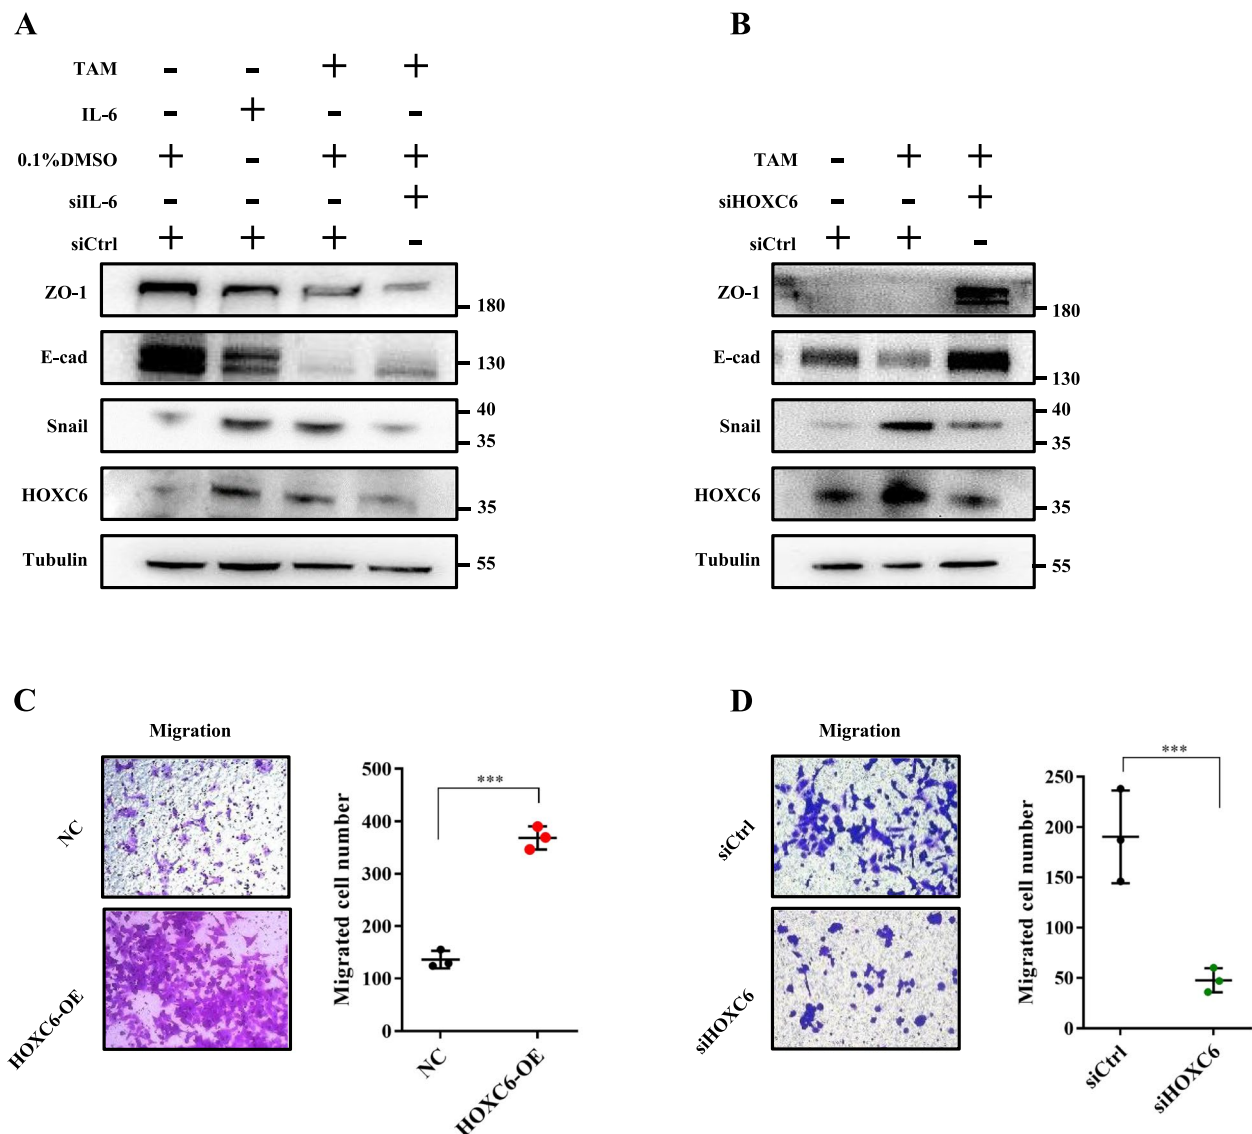 A
TAM - - + +
IL-6 - + - -
0.1%DMSO + - + +
siIL-6 - - - +
siCtrl + + + -
ZO-1
180
E-cad
130
Snail
40
35
HOXC6
35
Tubulin
55
B
TAM - + +
siHOXC6 - - +
siCtrl + + -
ZO-1
180
E-cad
130
Snail
40
35
HOXC6
35
Tubulin
55
C
Migration
NC
HOXC6-OE
Migrated cell number
500
400
300
200
100
0
***
NC
HOXC6-OE
D
Migration
siCtrl
siHOXC6
Migrated cell number
250
200
150
100
50
0
***
siCtrl
siHOXC6